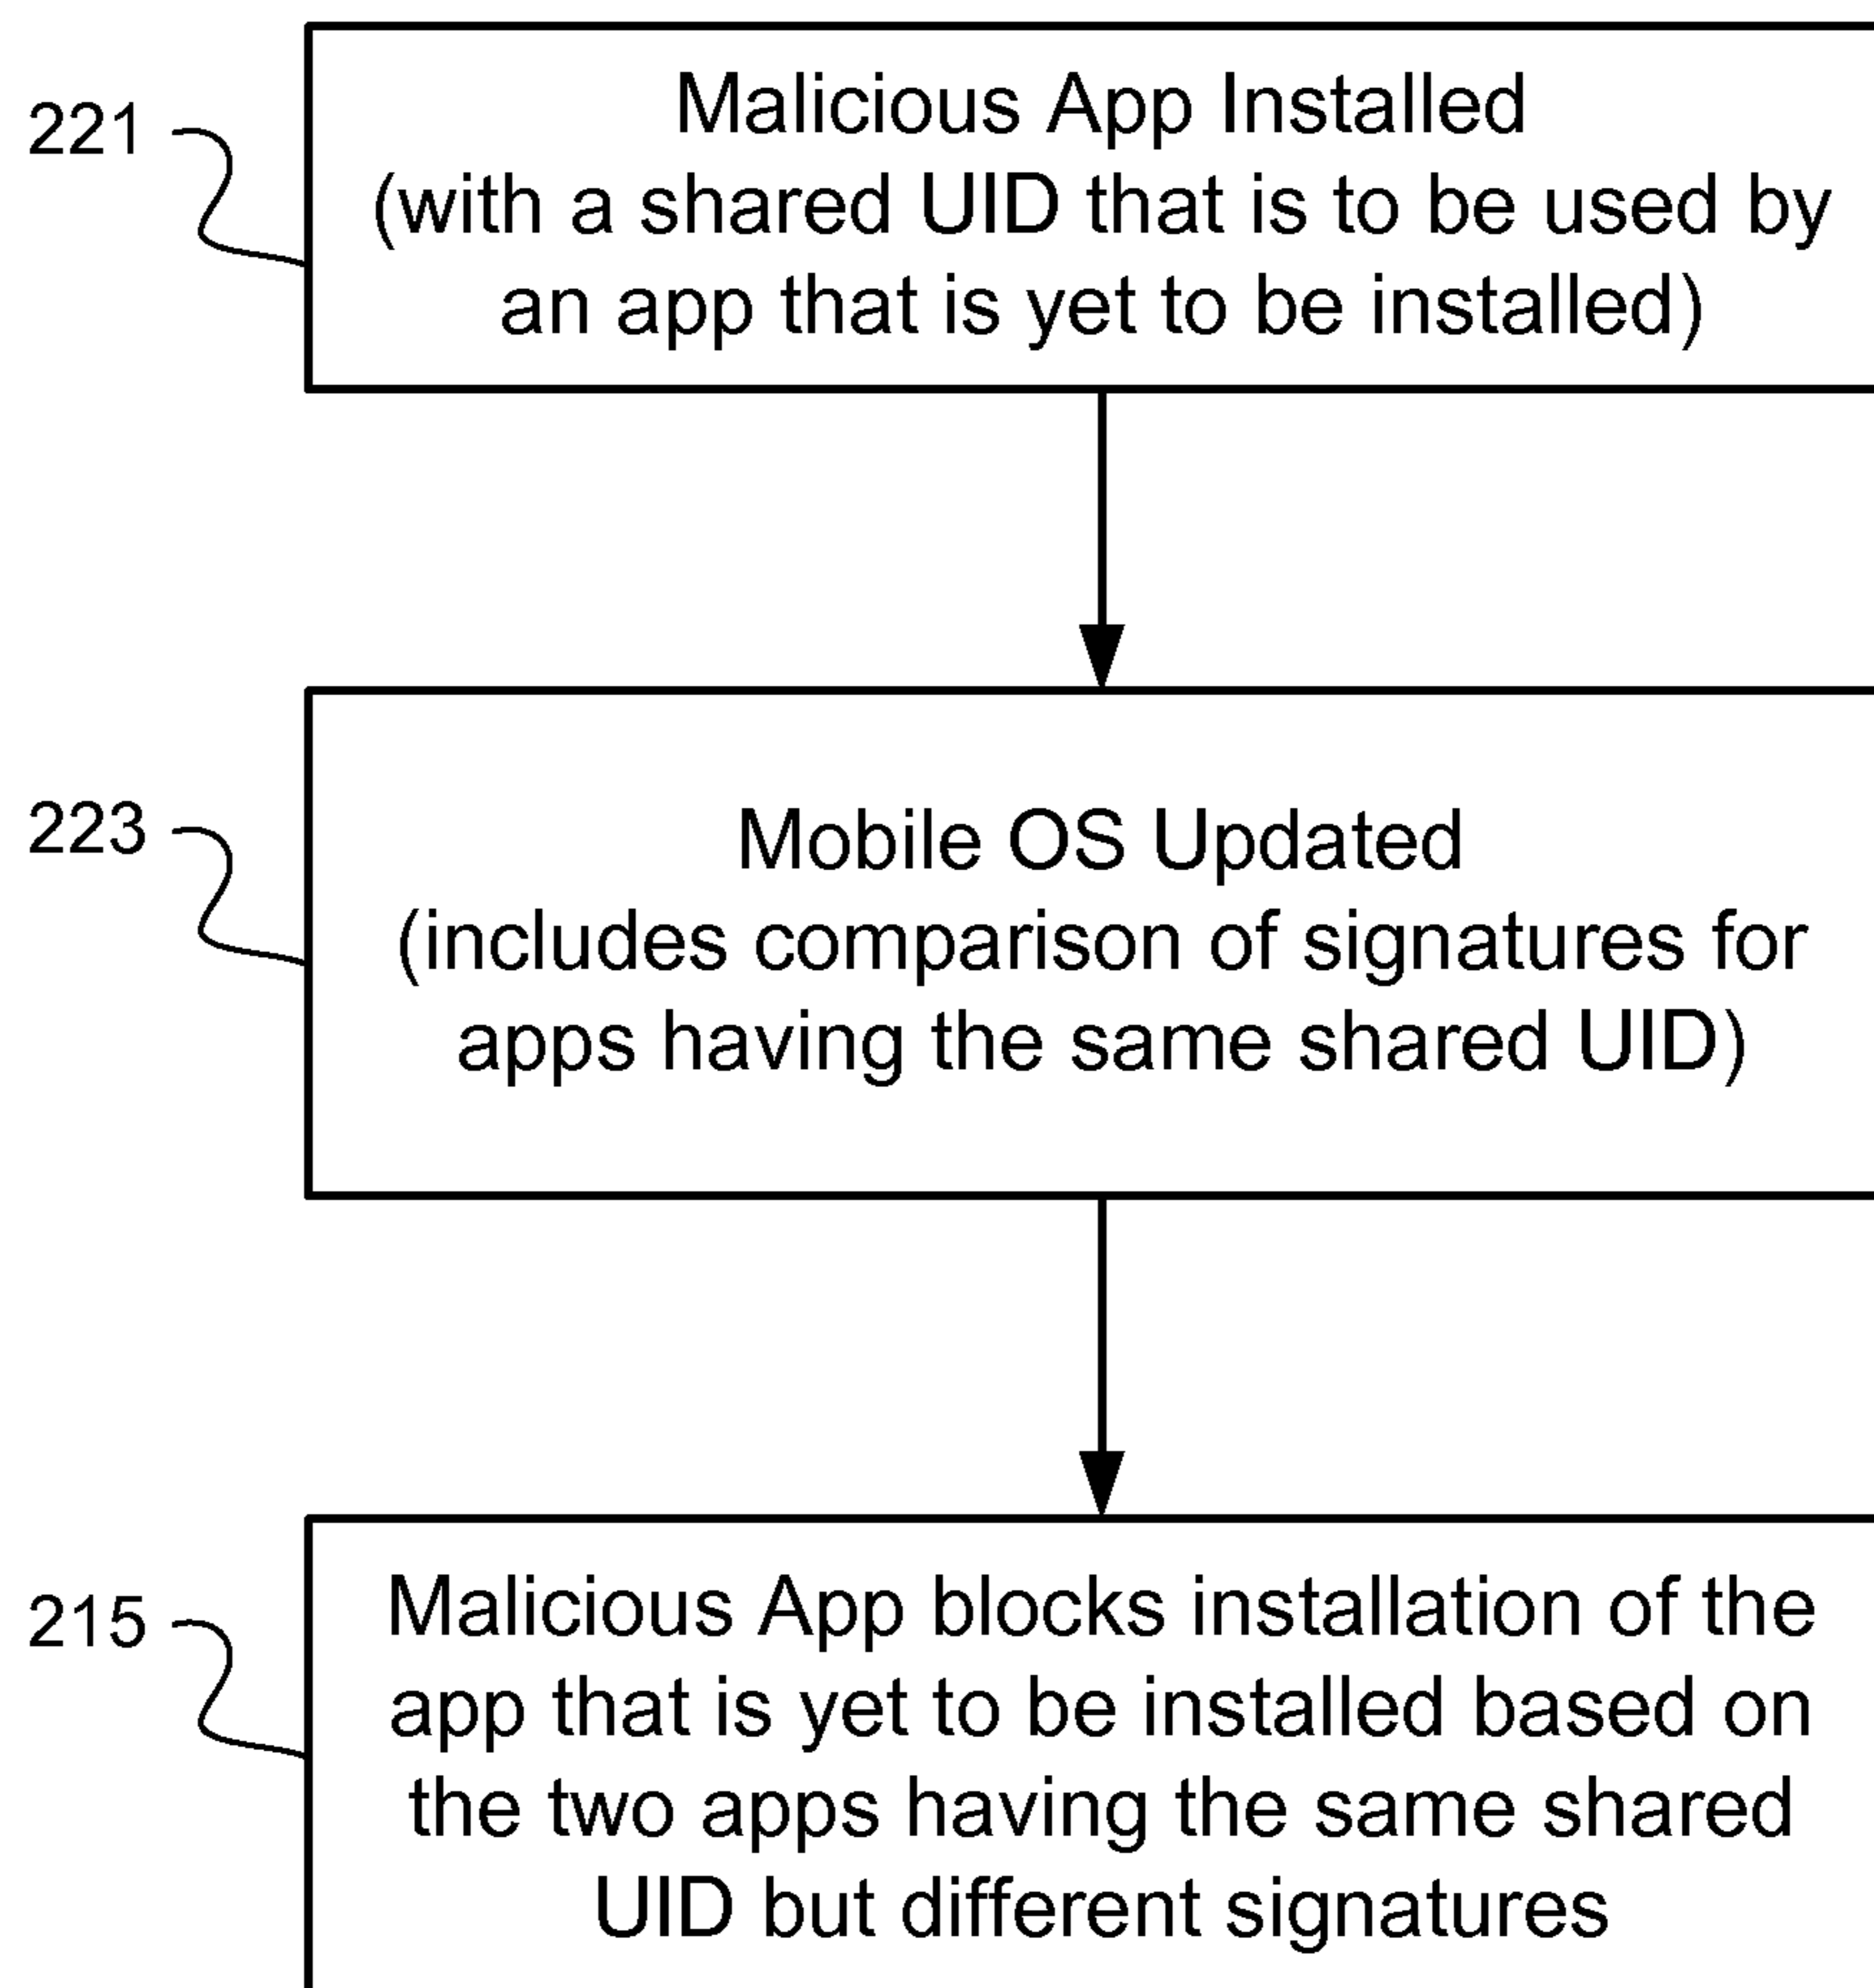 221
Malicious App Installed
(with a shared UID that is to be used by
an app that is yet to be installed)
223
Mobile OS Updated
(includes comparison of signatures for
apps having the same shared UID)
215
Malicious App blocks installation of the
app that is yet to be installed based on
the two apps having the same shared
UID but different signatures